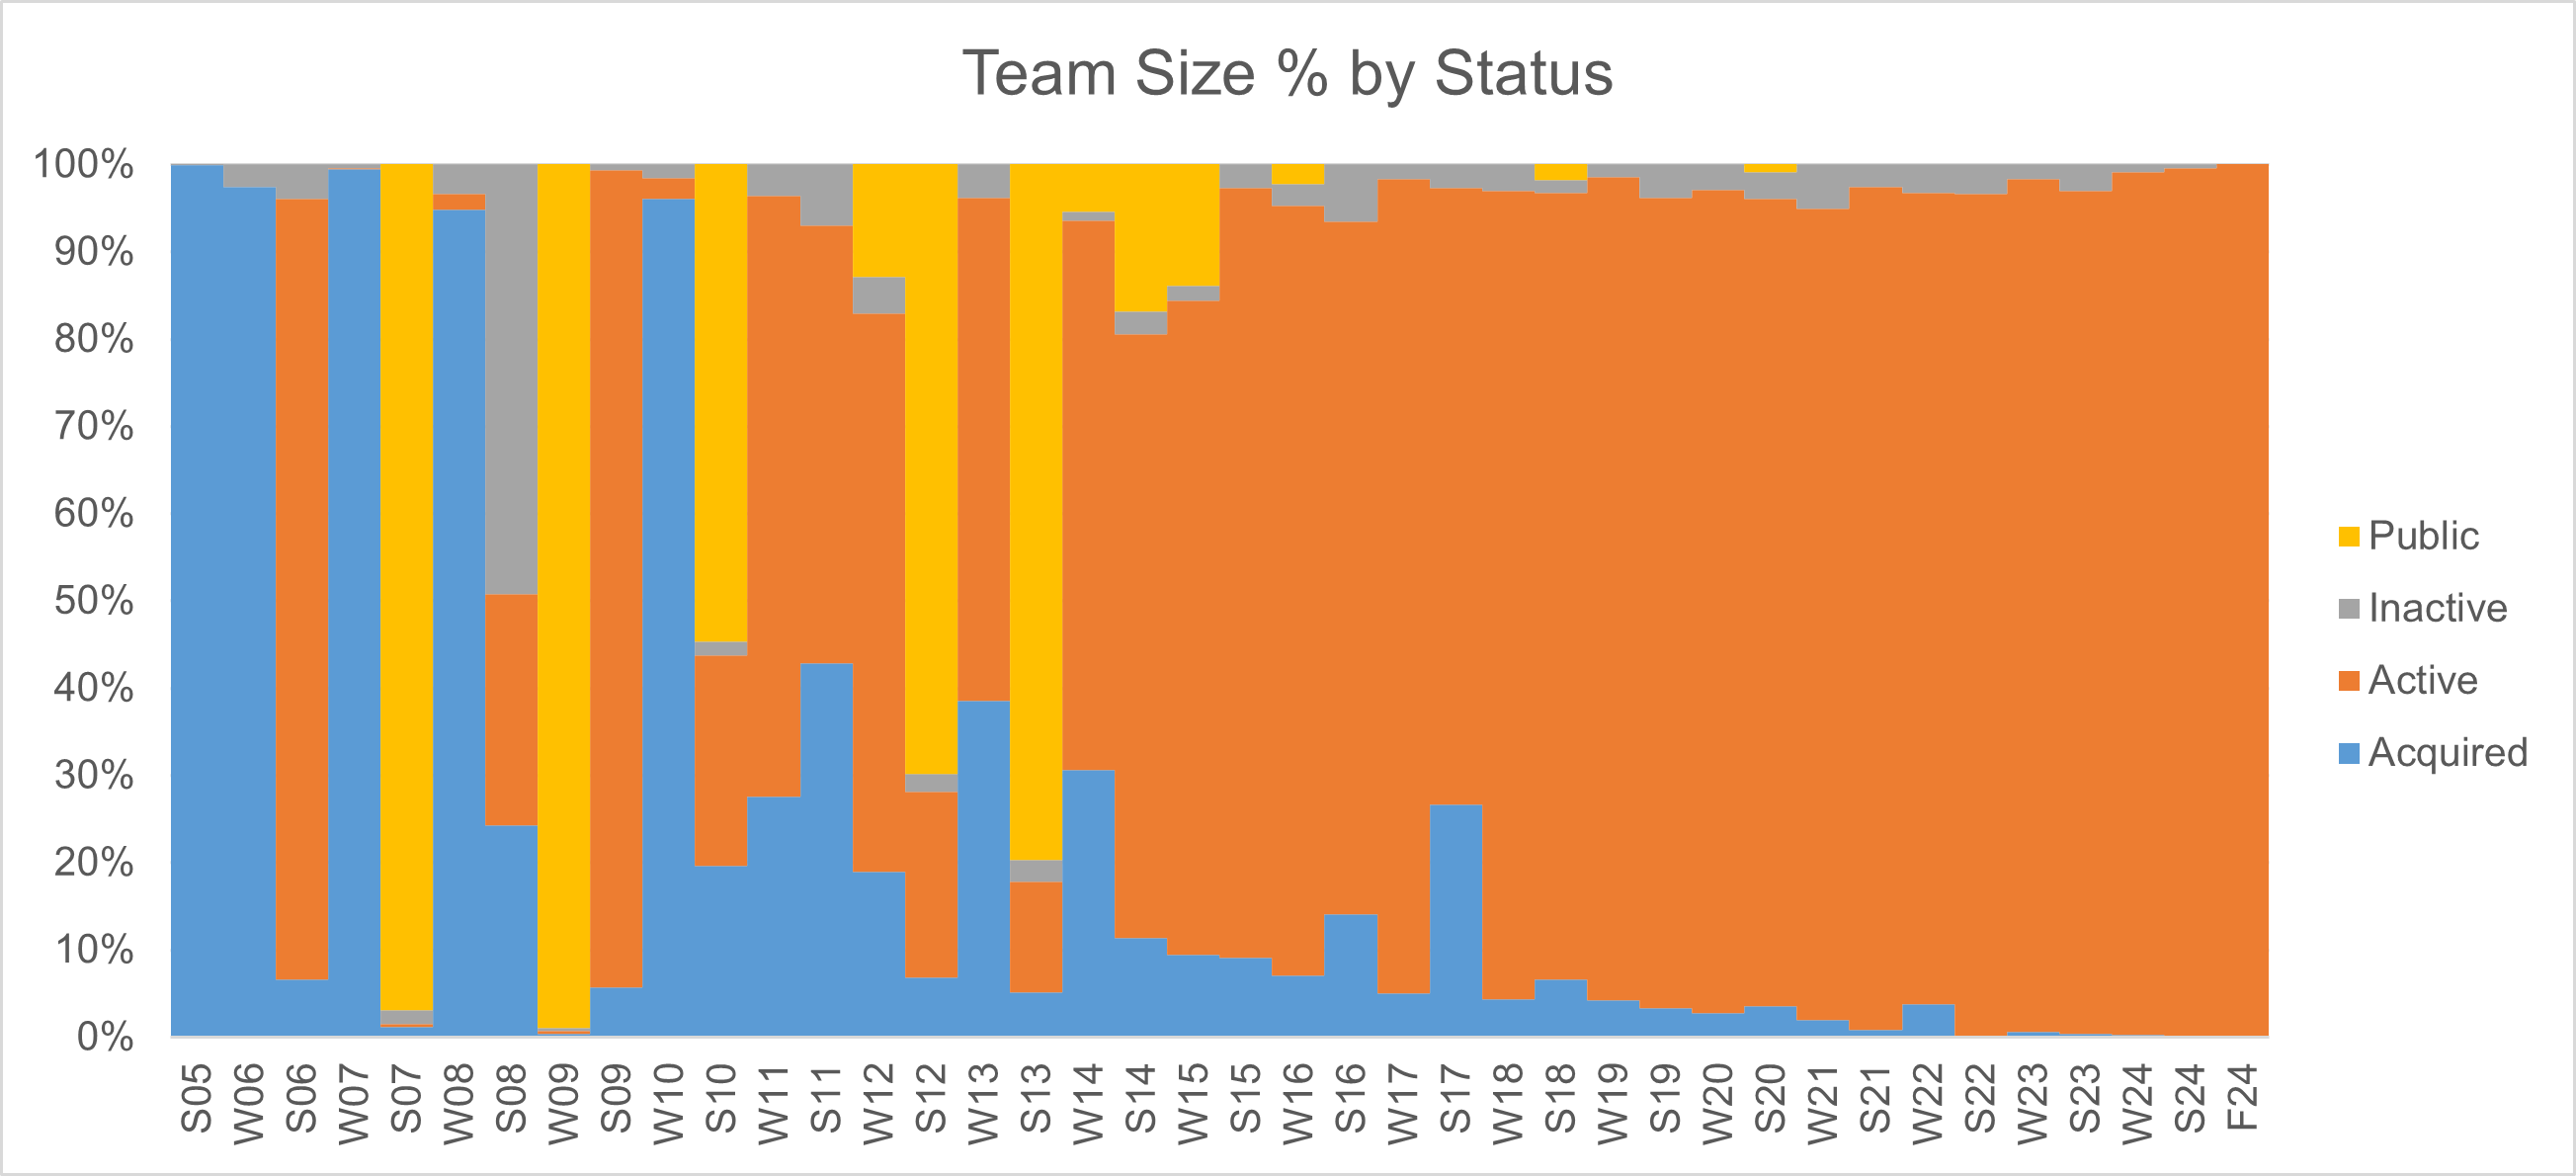 Team Size % by Status
100%
90%
80%
70%
60%
50%
40%
30%
20%
10%
0%
Public
Inactive
Active
Acquired
S05 W06 S06 W07 S07 W08 S08 W09 S09 W10 S10 W11 S11 W12 S12 W13 S13 W14 S14 W15 S15 W16 S16 W17 S17 W18 S18 W19 S19 W20 S20 W21 S21 W22 S22 W23 S23 W24 S24 F24